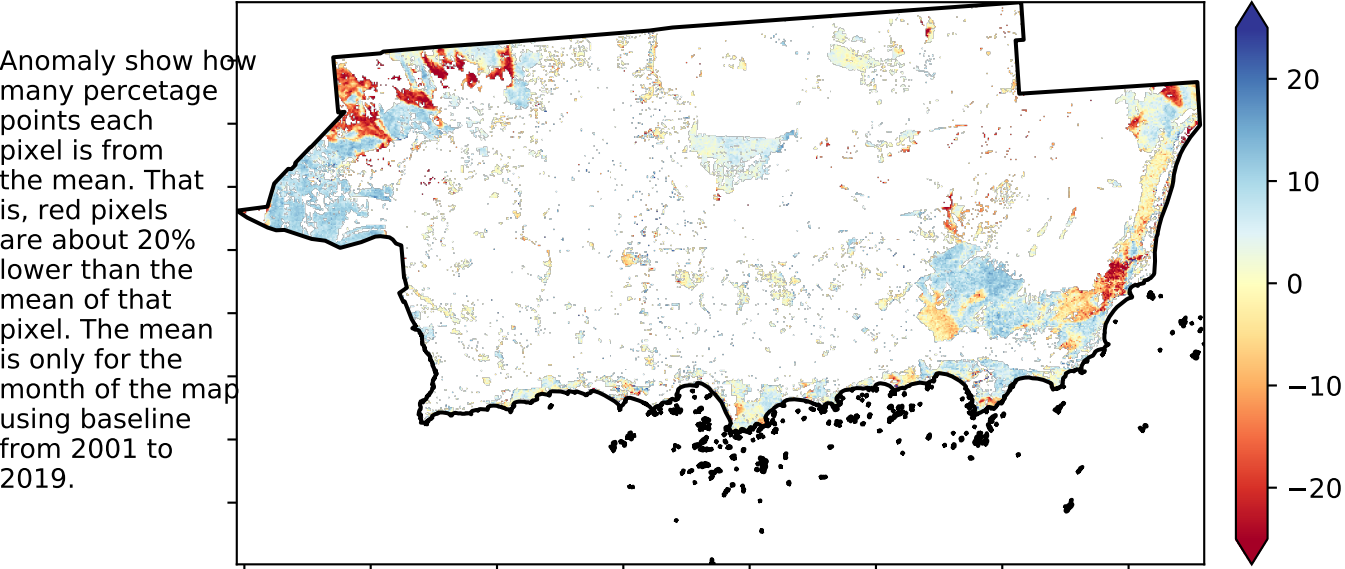 Anomaly show how
many percetage
points each
pixel is from
the mean. That
is, red pixels
are about 20%
lower than the
mean of that
pixel. The mean
is only for the
month of the map
using baseline
from 2001 to
2019.
20
10
0
−10
−20